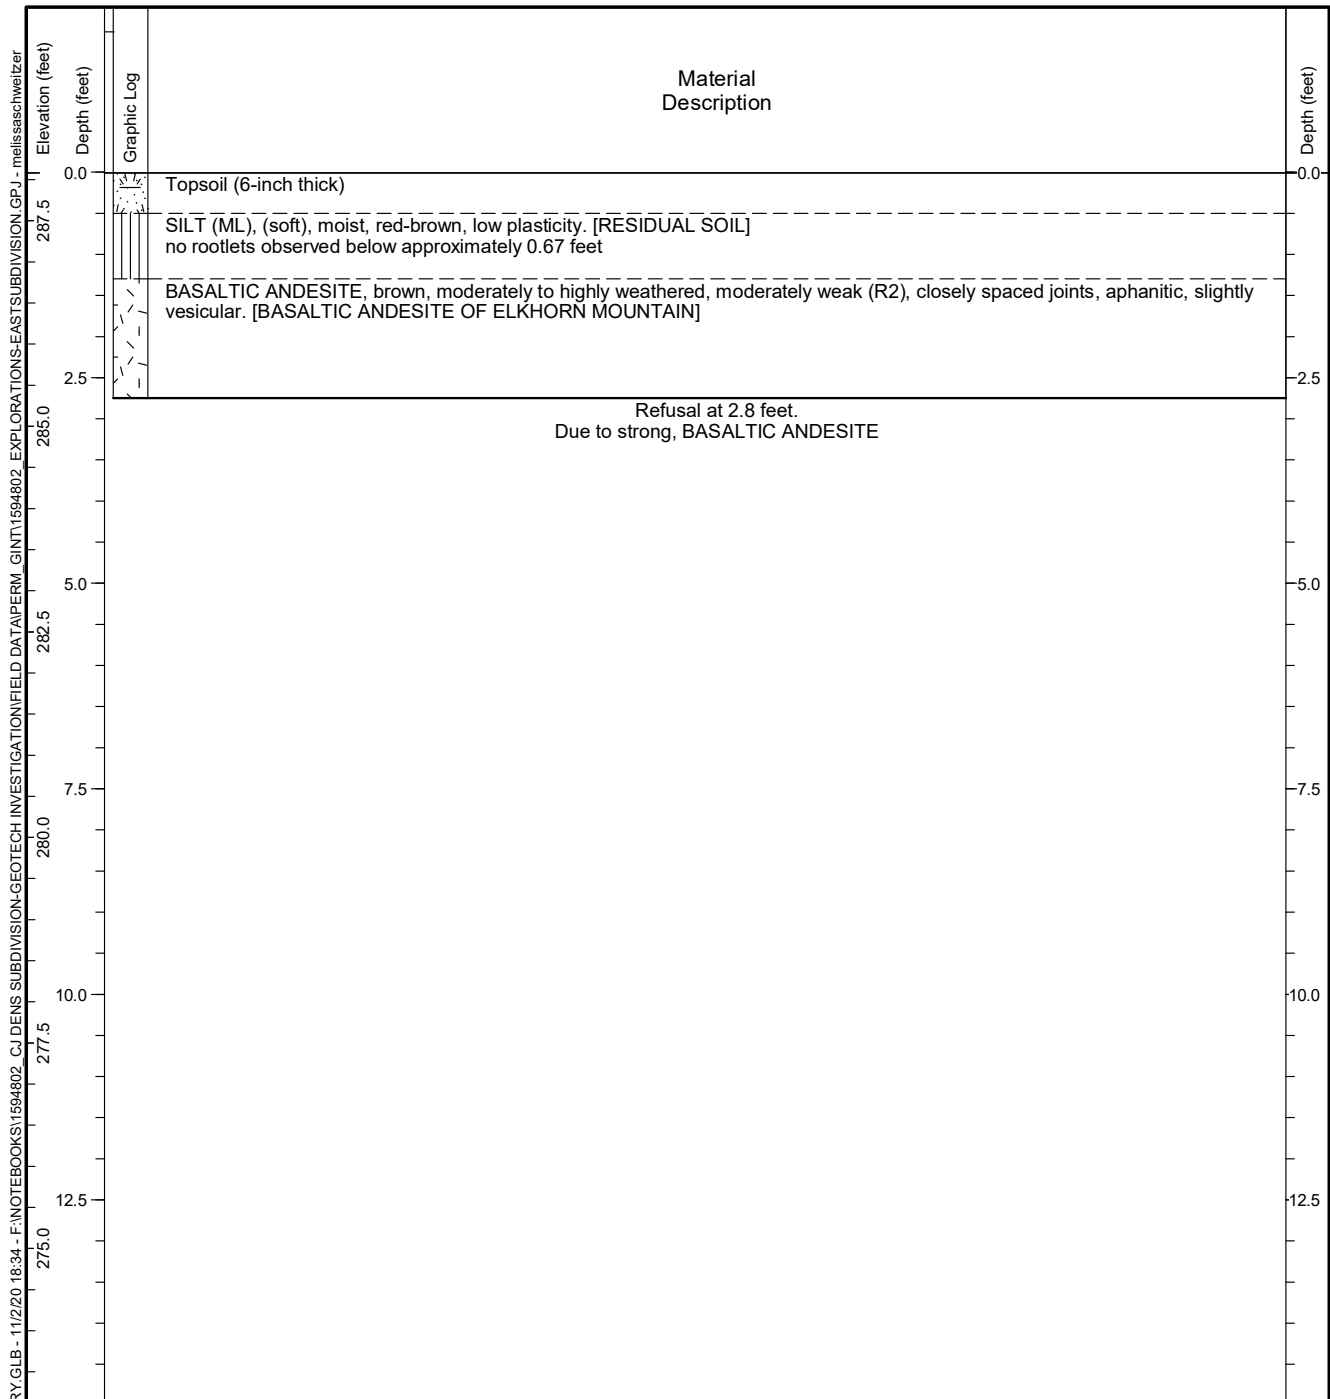 RY.GLB - 11/2/20 18:34 - F:\NOTEBOOKS\1594802_CJ DENS SUBDIVISION-GEOTECH INVESTIGATION\FIELD DATA\PERM_GINT\1594802_EXPLORATIONS-EASTSUBDIVISION.GPJ - melissaschweitzer
Elevation (feet)
Depth (feet)
Graphic Log
Material
Description
Depth (feet)
0.0
0.0
Topsoil (6-inch thick)
287.5
SILT (ML), (soft), moist, red-brown, low plasticity. [RESIDUAL SOIL]
no rootlets observed below approximately 0.67 feet
BASALTIC ANDESITE, brown, moderately to highly weathered, moderately weak (R2), closely spaced joints, aphanitic, slightly
vesicular. [BASALTIC ANDESITE OF ELKHORN MOUNTAIN]
2.5
2.5
285.0
Refusal at 2.8 feet.
Due to strong, BASALTIC ANDESITE
5.0
5.0
282.5
7.5
7.5
280.0
10.0
10.0
277.5
12.5
12.5
275.0